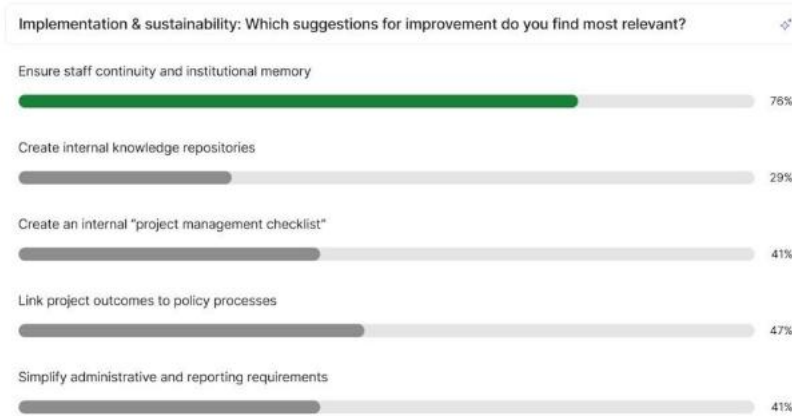 Implementation & sustainability: Which suggestions for improvement do you find most relevant?
Ensure staff continuity and institutional memory
76%
Create internal knowledge repositories
29%
Create an internal "project management checklist"
41%
Link project outcomes to policy processes
47%
Simplify administrative and reporting requirements
41%